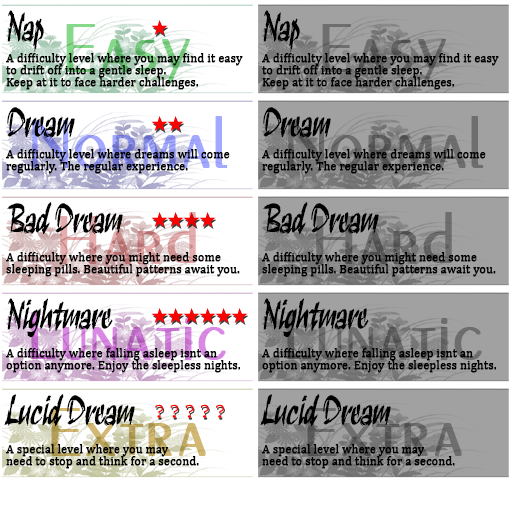 Nap
Easy
A difficulty level where you may find it easy
to drift off into a gentle sleep.
Keep at it to face harder challenges.
Dream
Normal
A difficulty level where dreams will come
regularly. The regular experience.
Bad Dream
Hard
A difficulty where you might need some
sleeping pills. Beautiful patterns await you.
Nightmare
Lunatic
A difficulty where falling asleep isnt an
option anymore. Enjoy the sleepless nights.
Lucid Dream ? ? ? ? ?
Extra
A special level where you may
need to stop and think for a second.
Nap
Easy
A difficulty level where you may find it easy
to drift off into a gentle sleep.
Keep at it to face harder challenges.
Dream
Normal
A difficulty level where dreams will come
regularly. The regular experience.
Bad Dream
Hard
A difficulty where you might need some
sleeping pills. Beautiful patterns await you.
Nightmare
Lunatic
A difficulty where falling asleep isnt an
option anymore. Enjoy the sleepless nights.
Lucid Dream
Extra
A special level where you may
need to stop and think for a second.